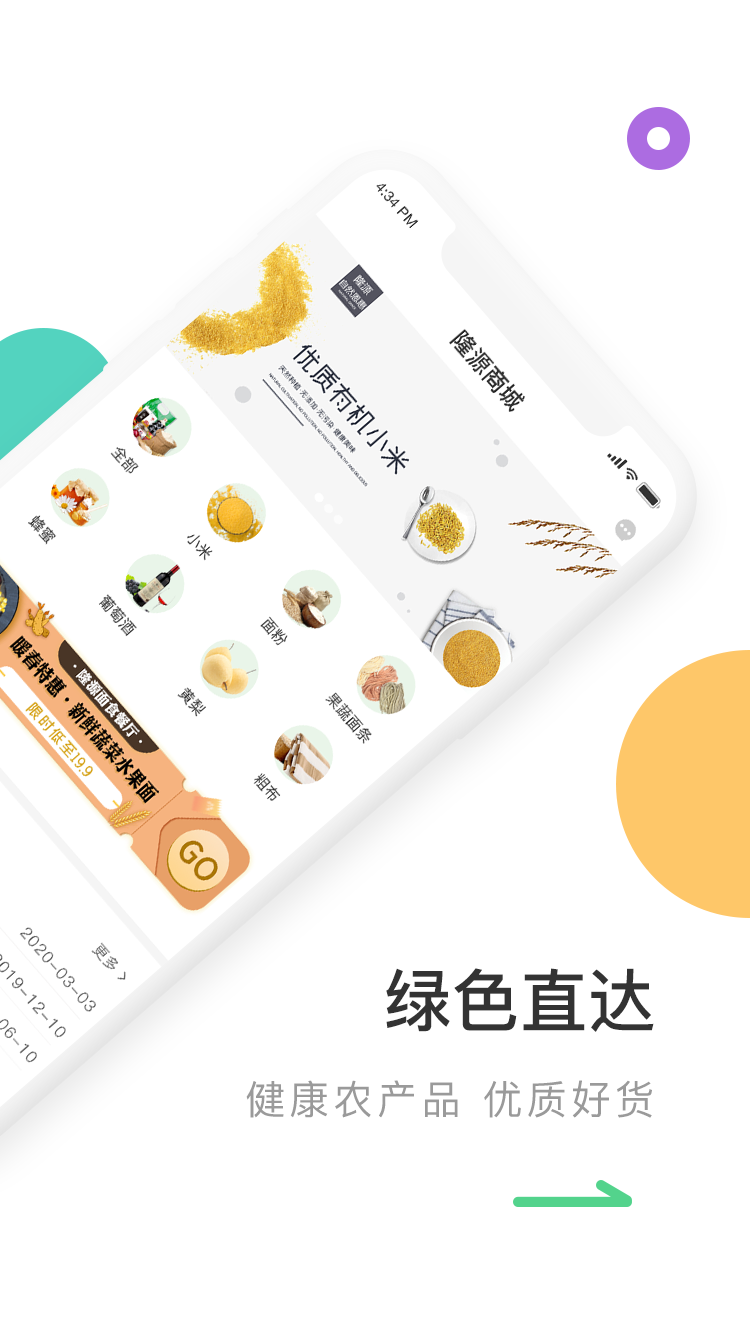 4:34 PM
隆源商城
隆源
自然恩惠
优质有机小米
天然种植·无添加·无污染·健康美味
全部
小米
面粉
果蔬面条
蜂蜜
葡萄酒
黄梨
粗布
·隆源面食餐厅·
暖春特惠·新鲜蔬菜水果面
限时低至19.9
GO
更多
2020-03-03
2019-12-10
06-10
绿色直达
健康农产品 优质好货